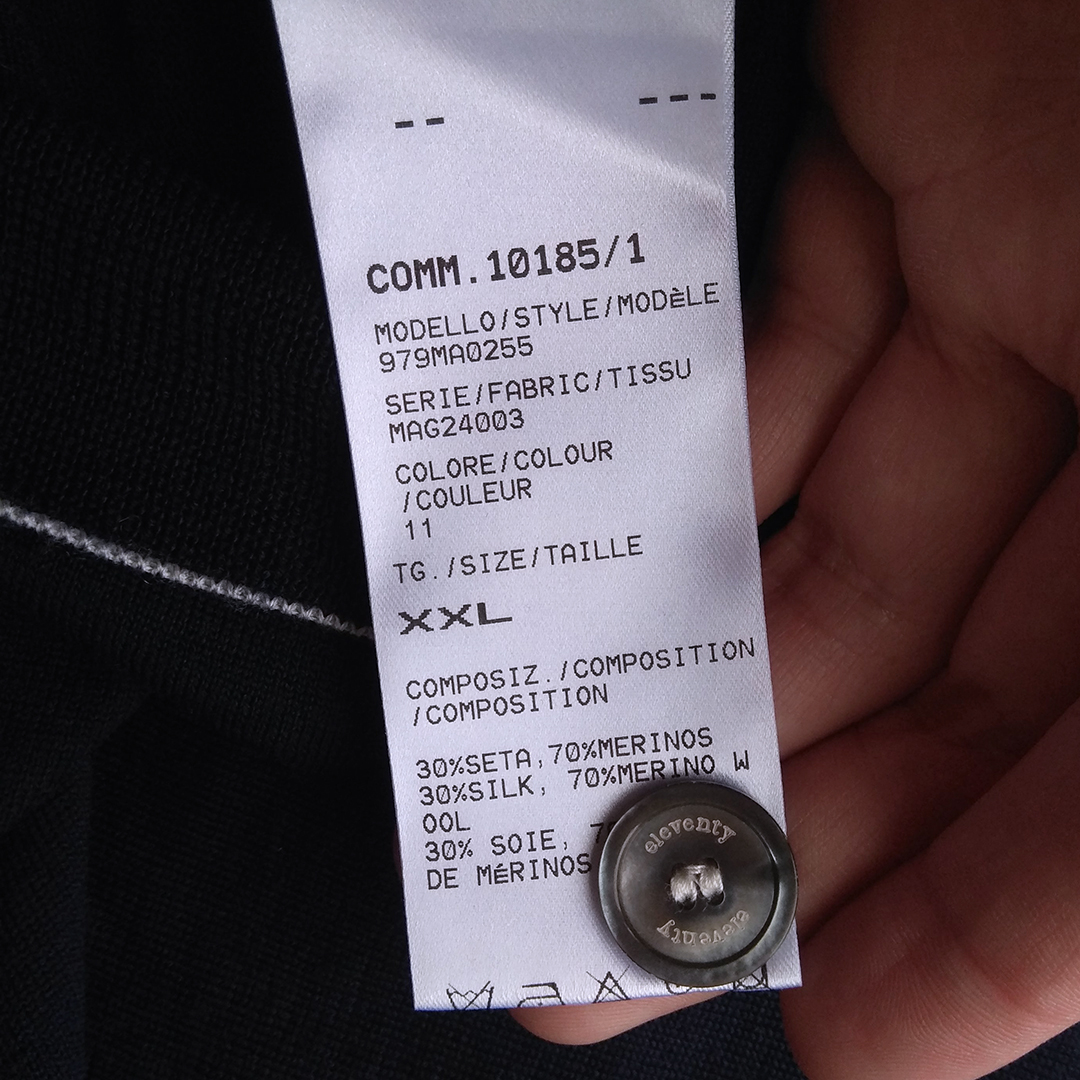 -- ---
COMM.10185/1
MODELLO/STYLE/MODèLE
979MA0255
SERIE/FABRIC/TISSU
MAG24003
COLORE/COLOUR
/COULEUR
11
TG./SIZE/TAILLE
XXL
COMPOSIZ./COMPOSITION
/COMPOSITION
30%SETA,70%MERINOS
30%SILK, 70%MERINO W
OOL
30% SOIE,
DE MÉRINOS
eleventy
eleventy